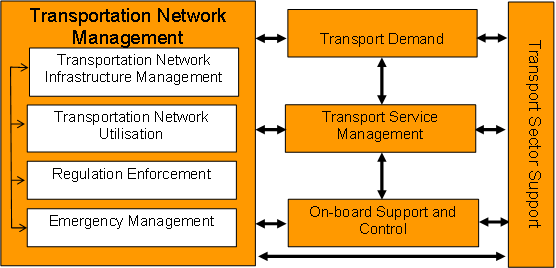 Transportation Network
Management
Transportation Network
Infrastructure Management
Transportation Network
Utilisation
Regulation Enforcement
Emergency Management
Transport Demand
Transport Service
Management
On-board Support and
Control
Transport Sector Support